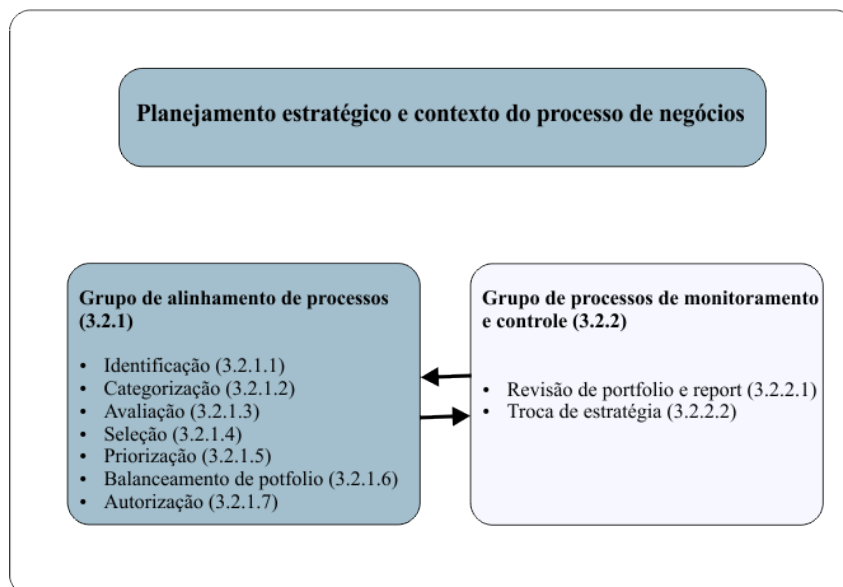 Planejamento estratégico e contexto do processo de negócios
Grupo de alinhamento de processos
(3.2.1)
• Identificação (3.2.1.1)
• Categorização (3.2.1.2)
• Avaliação (3.2.1.3)
• Seleção (3.2.1.4)
• Priorização (3.2.1.5)
• Balanceamento de potfolio (3.2.1.6)
• Autorização (3.2.1.7)
Grupo de processos de monitoramento
e controle (3.2.2)
• Revisão de portfolio e report (3.2.2.1)
• Troca de estratégia (3.2.2.2)